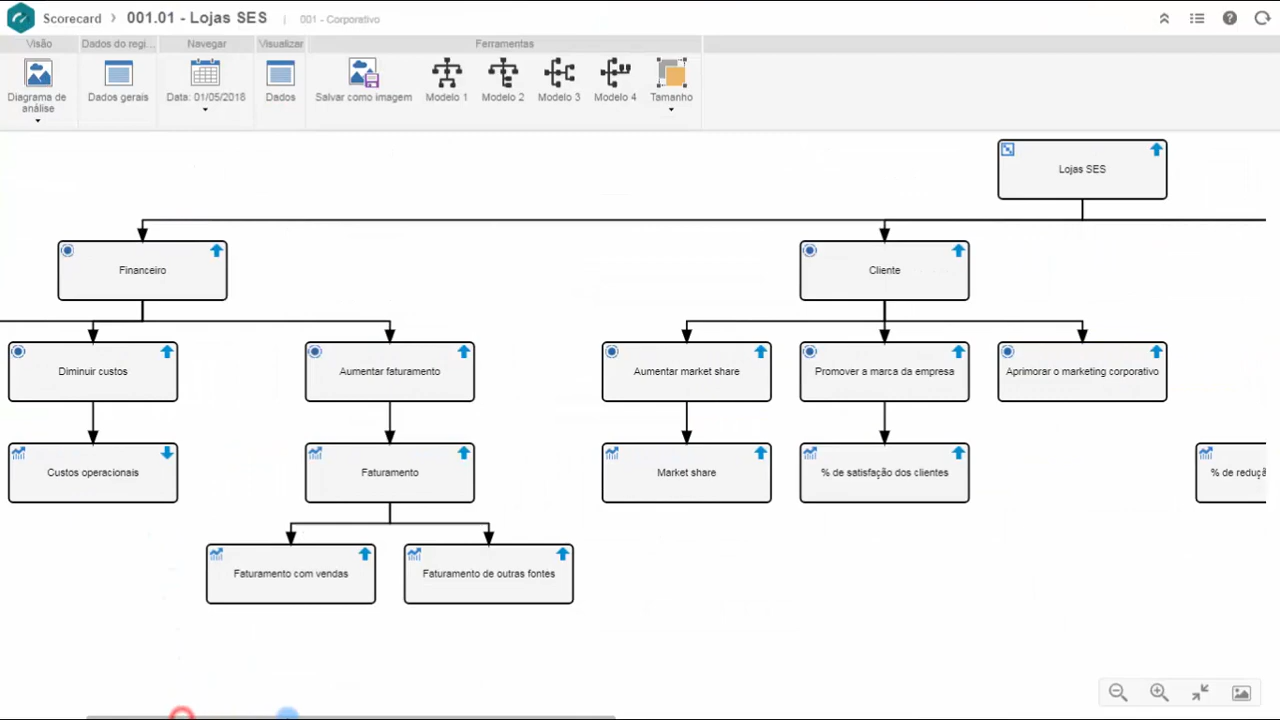 Scorecard > 001.01 - Lojas SES | 001 - Corporativo
Visão
Dados do regi...
Navegar
Visualizar
Ferramentas
Diagrama de
análise
Dados gerais
Data: 01/05/2018
Dados
Salvar como imagem
Modelo 1
Modelo 2
Modelo 3
Modelo 4
Tamanho
Lojas SES
Financeiro
Cliente
Diminuir custos
Aumentar faturamento
Aumentar market share
Promover a marca da empresa
Aprimorar o marketing corporativo
Custos operacionais
Faturamento
Market share
% de satisfação dos clientes
% de reduçã
Faturamento com vendas
Faturamento de outras fontes